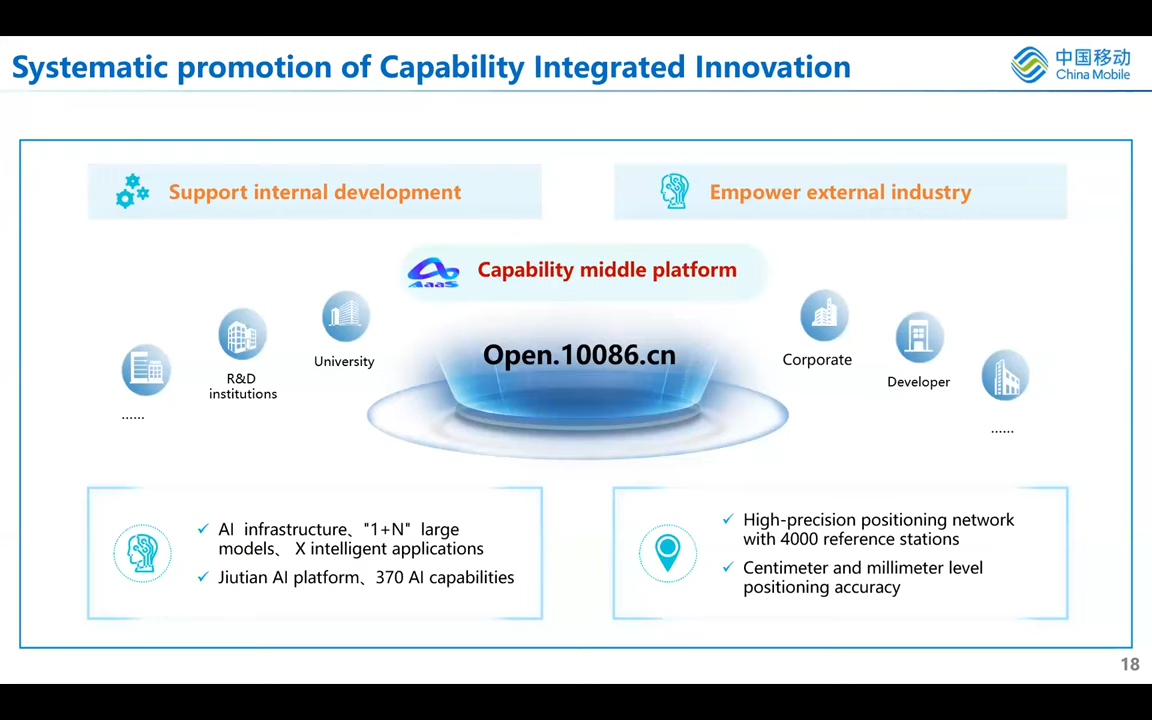 Systematic promotion of Capability Integrated Innovation
中国移动
China Mobile
Support internal development
Empower external industry
AaaS
Capability middle platform
Open.10086.cn
University
R&D
institutions
......
Corporate
Developer
......
✓ AI infrastructure、"1+N" large
models、 X intelligent applications
✓ Jiutian AI platform、370 AI capabilities
✓ High-precision positioning network
with 4000 reference stations
✓ Centimeter and millimeter level
positioning accuracy
18